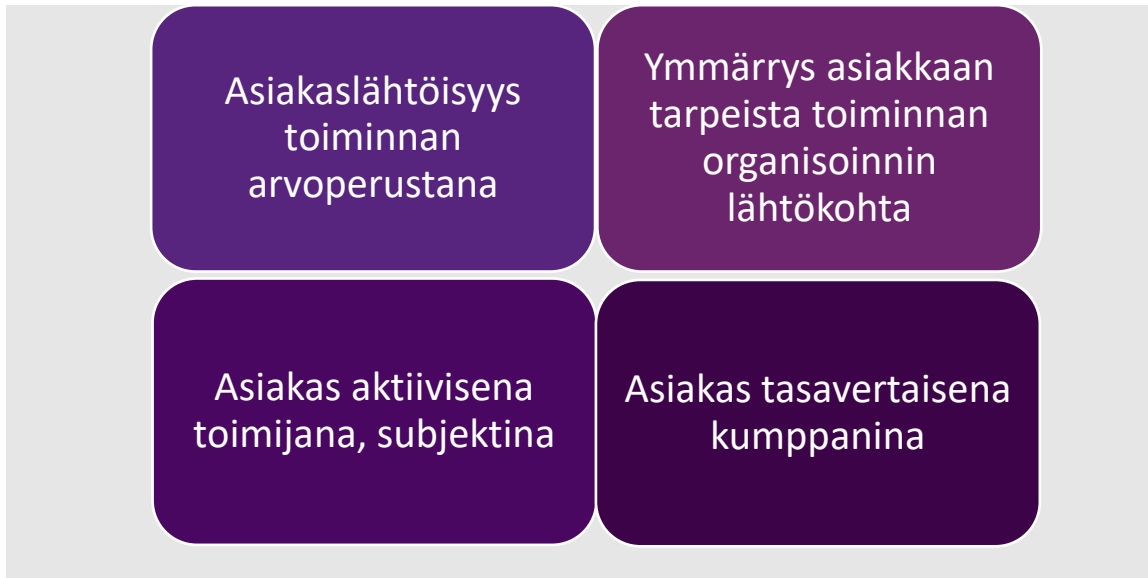 Asiakaslähtöisyys
toiminnan
arvoperustana
Ymmärrys asiakkaan
tarpeista toiminnan
organisoinnin
lähtökohta
Asiakas aktiivisena
toimijana, subjektina
Asiakas tasavertaisena
kumppanina